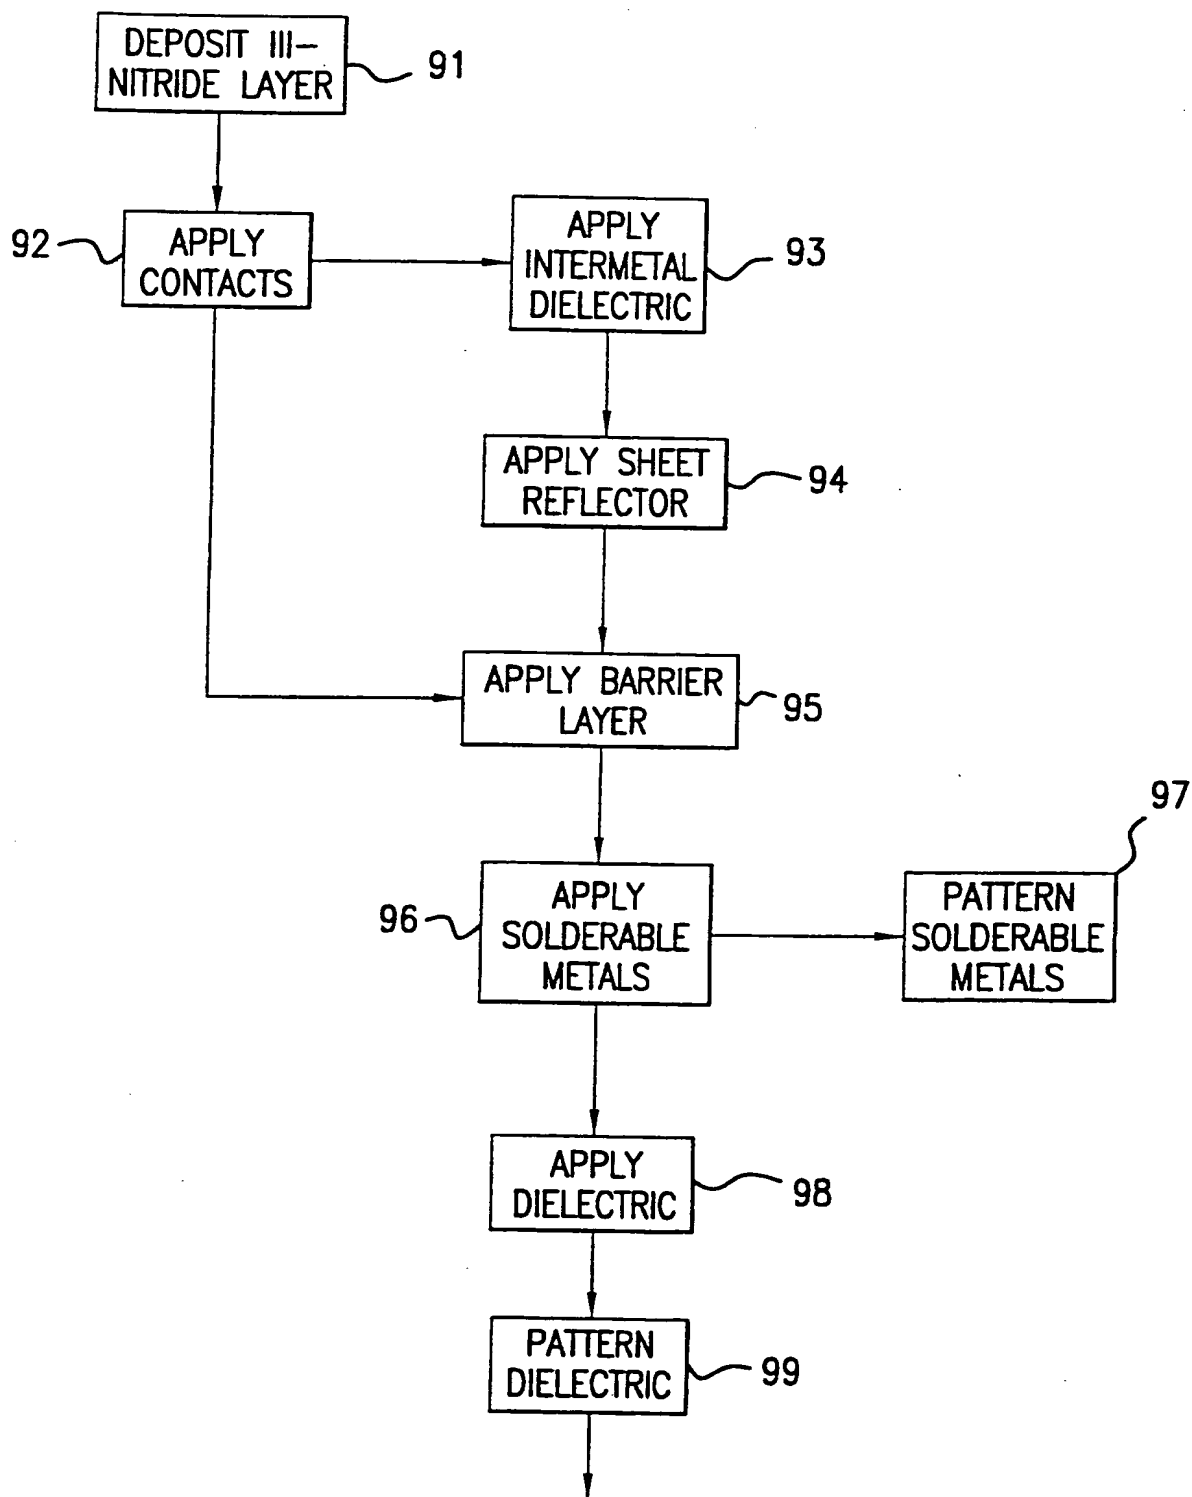 DEPOSIT III-
NITRIDE LAYER
91
92
APPLY
CONTACTS
APPLY
INTERMETAL
DIELECTRIC
93
APPLY SHEET
REFLECTOR
94
APPLY BARRIER
LAYER
95
96
APPLY
SOLDERABLE
METALS
97
PATTERN
SOLDERABLE
METALS
APPLY
DIELECTRIC
98
PATTERN
DIELECTRIC
99